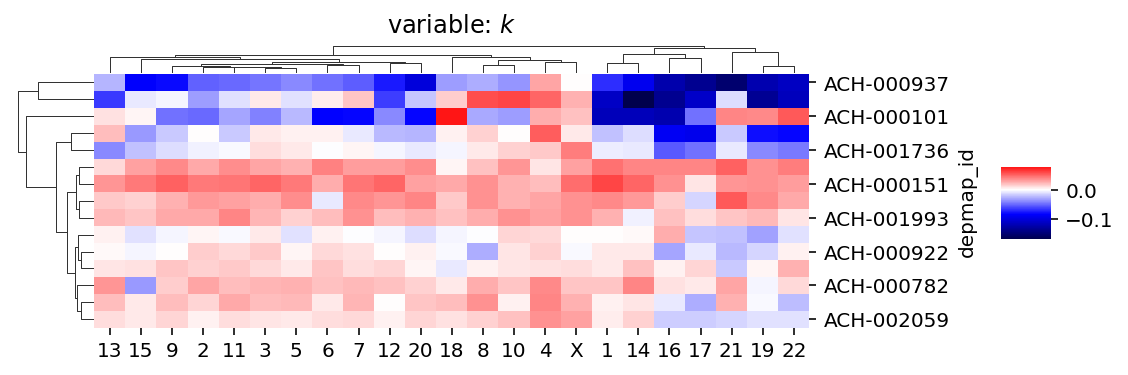 variable: k
ACH-000937
ACH-000101
ACH-001736
ACH-000151
ACH-001993
ACH-000922
ACH-000782
ACH-002059
depmap_id
0.0
−0.1
13 15 9 2 11 3 5 6 7 12 20 18 8 10 4 X 1 14 16 17 21 19 22